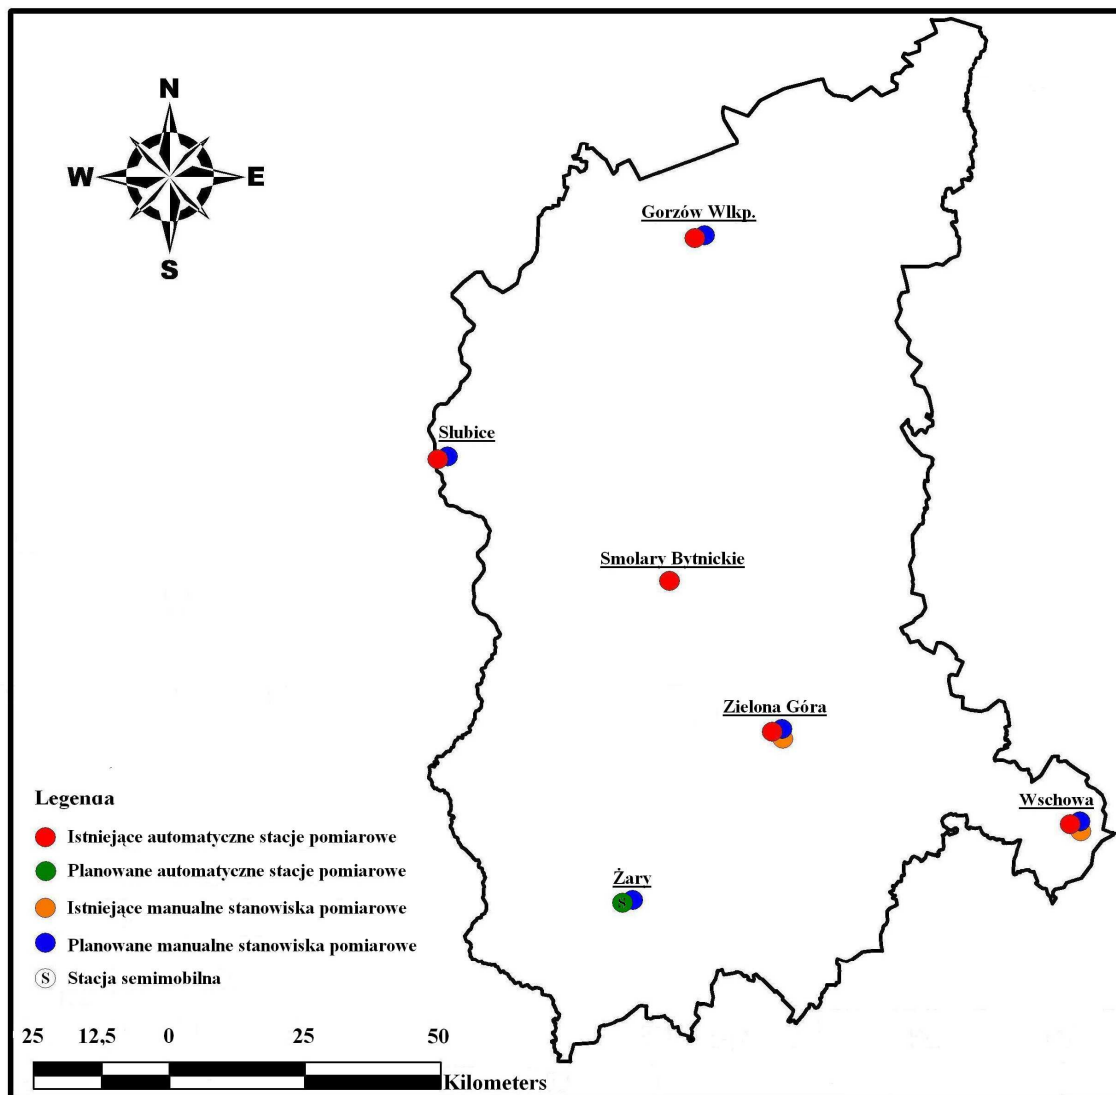 N
W
E
S
Gorzów Wlkp.
Słubice
Smolary Bytnickie
Zielona Góra
Wschowa
Żary
S
Legenda
Istniejące automatyczne stacje pomiarowe
Planowane automatyczne stacje pomiarowe
Istniejące manualne stanowiska pomiarowe
Planowane manualne stanowiska pomiarowe
S Stacja semimobilna
25 12,5 0 25 50
Kilometers